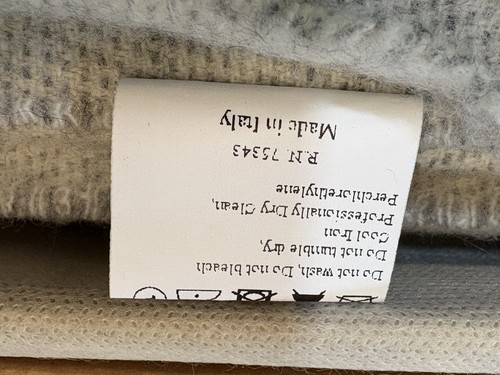 Do not wash, Do not bleach
Do not tumble dry,
Cool Iron
Professionally Dry Clean,
Perchlorethylene
R.N. 75343
Made in Italy